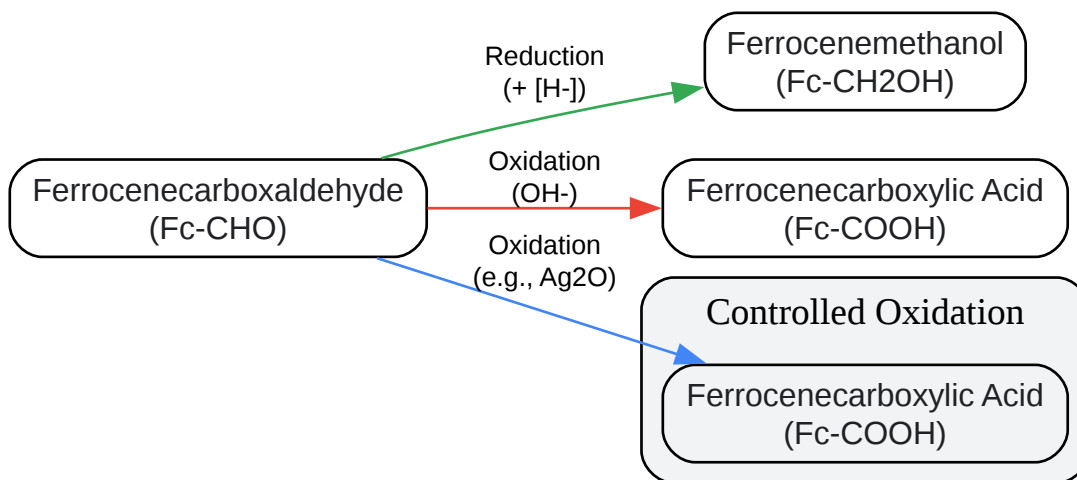 Reduction
(+ [H-])
Ferrocenemethanol
(Fc-CH2OH)
Ferrocenecarboxaldehyde
(Fc-CHO)
Oxidation
(OH-)
Ferrocenecarboxylic Acid
(Fc-COOH)
Oxidation
(e.g., Ag2O)
Controlled Oxidation
Ferrocenecarboxylic Acid
(Fc-COOH)